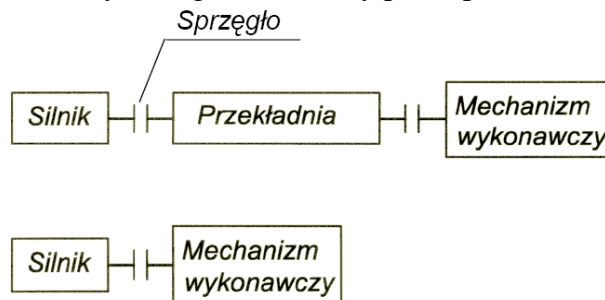 Sprzęgło
Silnik
Przekładnia
Mechanizm
wykonawczy
Silnik
Mechanizm
wykonawczy